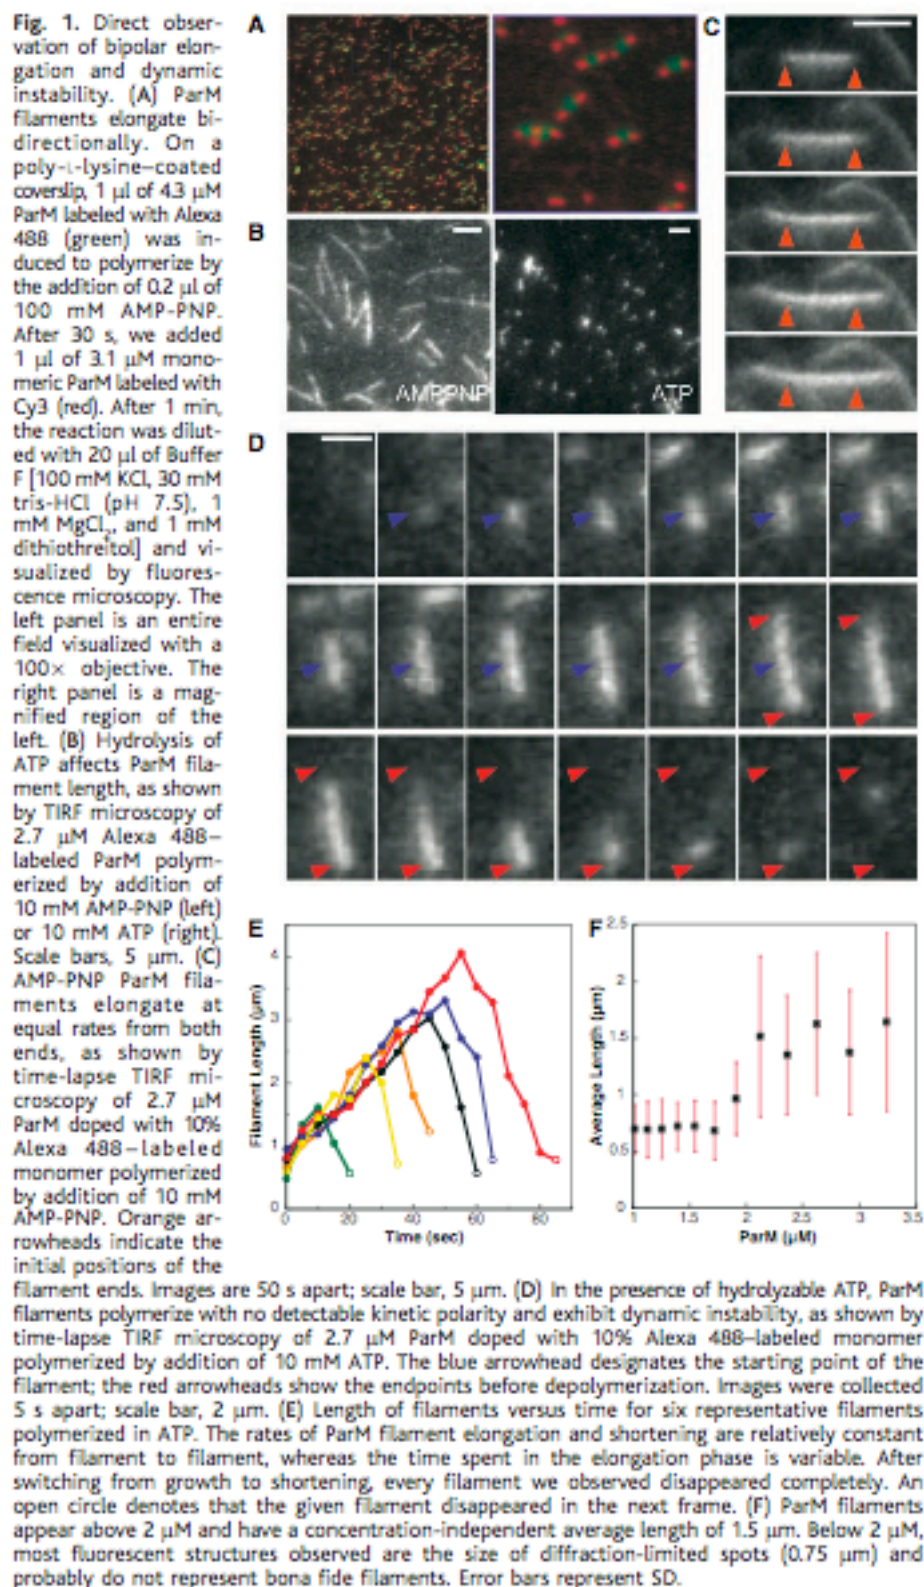 Fig. 1. Direct obser-
vation of bipolar elon-
gation and dynamic
instability. (A) ParM
filaments elongate bi-
directionally. On a
poly-L-lysine–coated
coverslip, 1 μl of 4.3 μM
ParM labeled with Alexa
488 (green) was in-
duced to polymerize by
the addition of 0.2 μl of
100 mM AMP-PNP.
After 30 s, we added
1 μl of 3.1 μM mono-
meric ParM labeled with
Cy3 (red). After 1 min,
the reaction was dilut-
ed with 20 μl of Buffer
F [100 mM KCl, 30 mM
tris-HCl (pH 7.5), 1
mM MgCl2, and 1 mM
dithiothreitol] and vi-
sualized by fluores-
cence microscopy. The
left panel is an entire
field visualized with a
100× objective. The
right panel is a mag-
nified region of the
left. (B) Hydrolysis of
ATP affects ParM fila-
ment length, as shown
by TIRF microscopy of
2.7 μM Alexa 488–
labeled ParM polym-
erized by addition of
10 mM AMP-PNP (left)
or 10 mM ATP (right).
Scale bars, 5 μm. (C)
AMP-PNP ParM fila-
ments elongate at
equal rates from both
ends, as shown by
time-lapse TIRF mi-
croscopy of 2.7 μM
ParM doped with 10%
Alexa 488–labeled
monomer polymerized
by addition of 10 mM
AMP-PNP. Orange ar-
rowheads indicate the
initial positions of the
filament ends. Images are 50 s apart; scale bar, 5 μm. (D) In the presence of hydrolyzable ATP, ParM
filaments polymerize with no detectable kinetic polarity and exhibit dynamic instability, as shown by
time-lapse TIRF microscopy of 2.7 μM ParM doped with 10% Alexa 488–labeled monomer
polymerized by addition of 10 mM ATP. The blue arrowhead designates the starting point of the
filament; the red arrowheads show the endpoints before depolymerization. Images were collected
5 s apart; scale bar, 2 μm. (E) Length of filaments versus time for six representative filaments
polymerized in ATP. The rates of ParM filament elongation and shortening are relatively constant
from filament to filament, whereas the time spent in the elongation phase is variable. After
switching from growth to shortening, every filament we observed disappeared completely. An
open circle denotes that the given filament disappeared in the next frame. (F) ParM filaments
appear above 2 μM and have a concentration-independent average length of 1.5 μm. Below 2 μM,
most fluorescent structures observed are the size of diffraction-limited spots (0.75 μm) and
probably do not represent bona fide filaments. Error bars represent SD.
A
C
B
AMPPNP
ATP
D
E
Filament Length (μm)
4
3
2
1
0
0 20 40 60 80
Time (sec)
F
Average Length (μm)
2.5
2
1.5
1
0.5
0
1 1.5 2 2.5 3 3.5
ParM (μM)